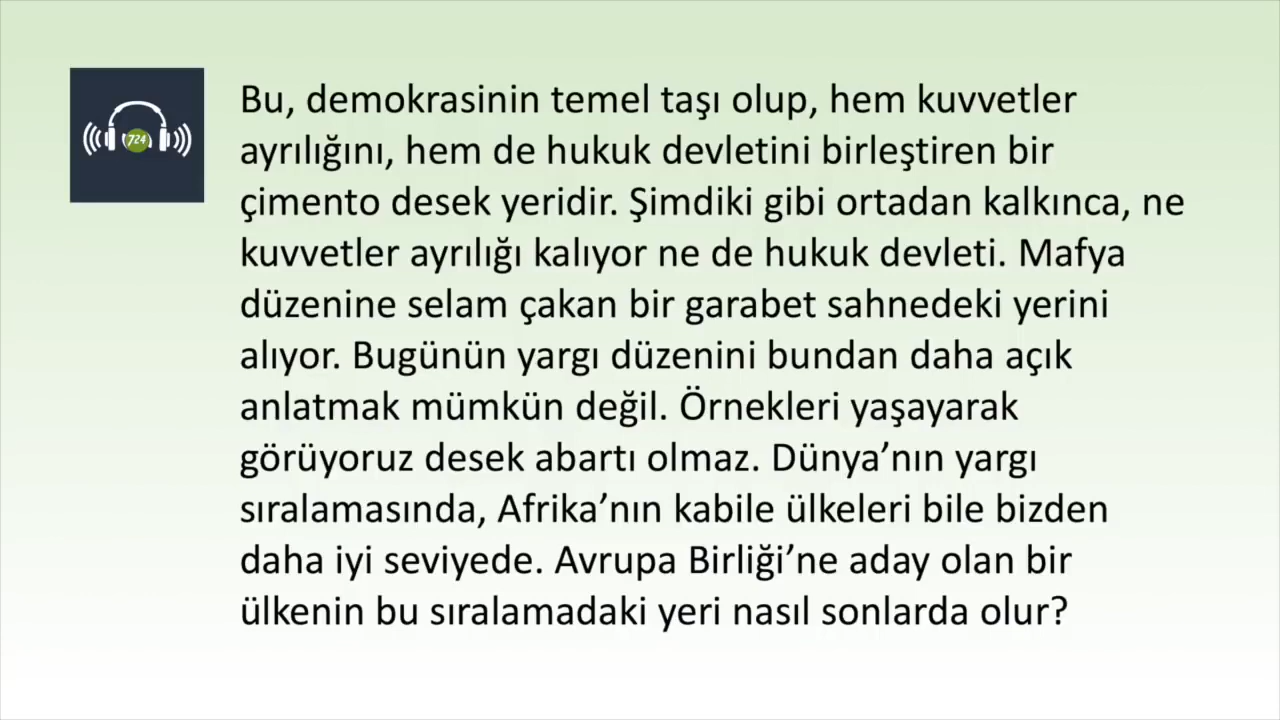 724
Bu, demokrasinin temel taşı olup, hem kuvvetler
ayrılığını, hem de hukuk devletini birleştiren bir
çimento desek yeridir. Şimdiki gibi ortadan kalkınca, ne
kuvvetler ayrılığı kalıyor ne de hukuk devleti. Mafya
düzenine selam çakan bir garabet sahnedeki yerini
alıyor. Bugünün yargı düzenini bundan daha açık
anlatmak mümkün değil. Örnekleri yaşayarak
görüyoruz desek abartı olmaz. Dünya’nın yargı
sıralamasında, Afrika’nın kabile ülkeleri bile bizden
daha iyi seviyede. Avrupa Birliği’ne aday olan bir
ülkenin bu sıralamadaki yeri nasıl sonlarda olur?